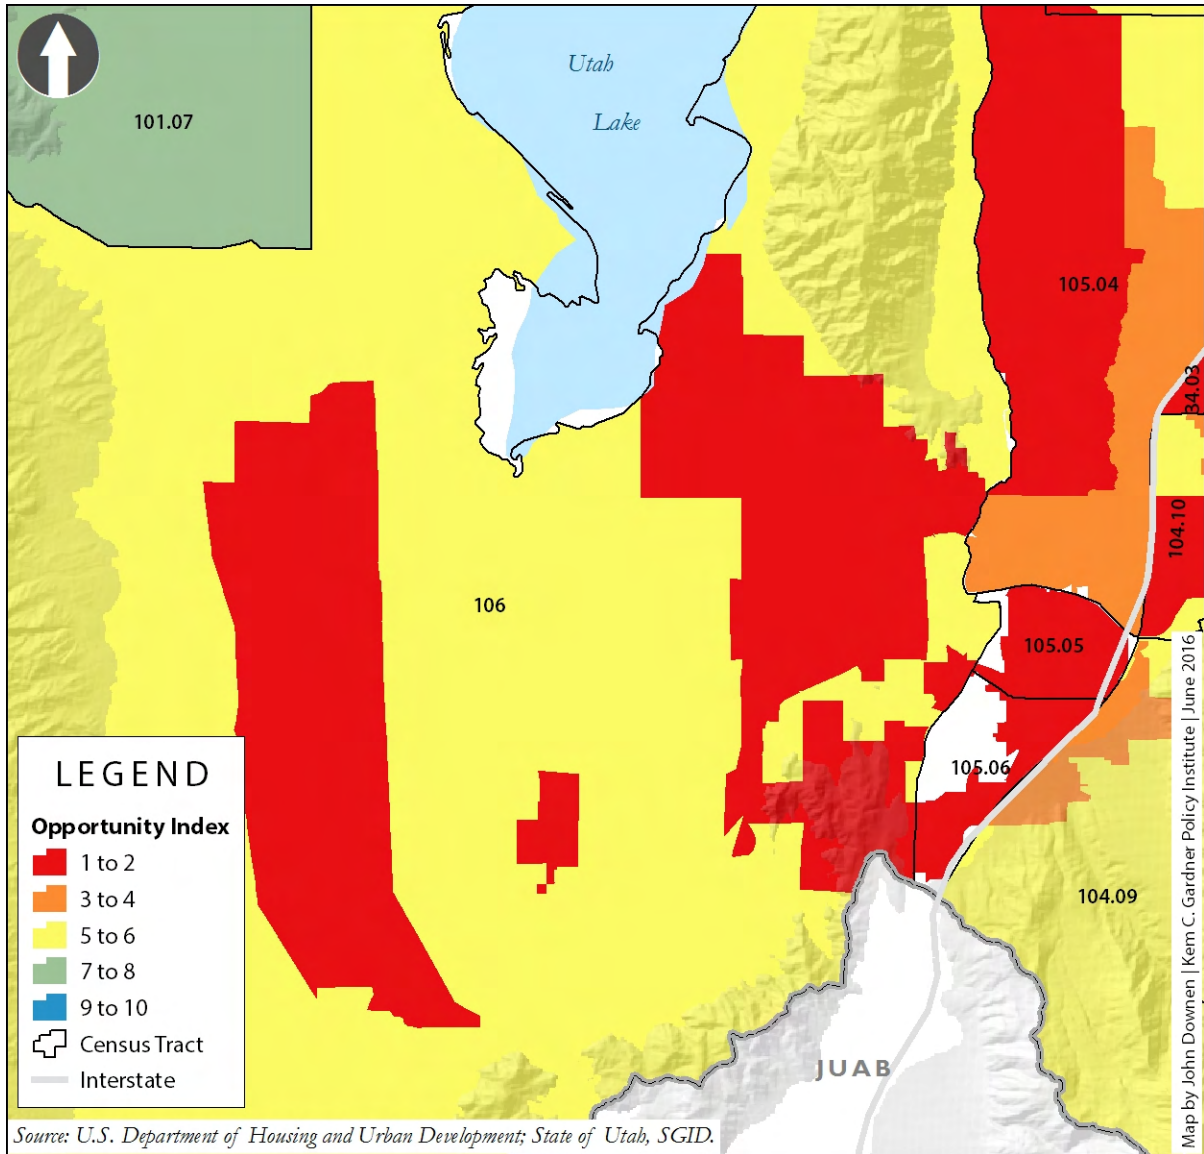 Utah
Lake
101.07
105.04
34.03
104.10
106
105.05
105.06
104.09
JUAB
LEGEND
Opportunity Index
1 to 2
3 to 4
5 to 6
7 to 8
9 to 10
Census Tract
Interstate
Source: U.S. Department of Housing and Urban Development; State of Utah, SGID.
Map by John Downen | Kem C. Gardner Policy Institute | June 2016